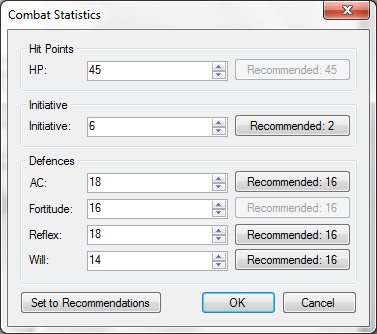 Combat Statistics
Hit Points
HP: 45 Recommended: 45
Initiative
Initiative: 6 Recommended: 2
Defences
AC: 18 Recommended: 16
Fortitude: 16 Recommended: 16
Reflex: 18 Recommended: 16
Will: 14 Recommended: 16
Set to Recommendations OK Cancel